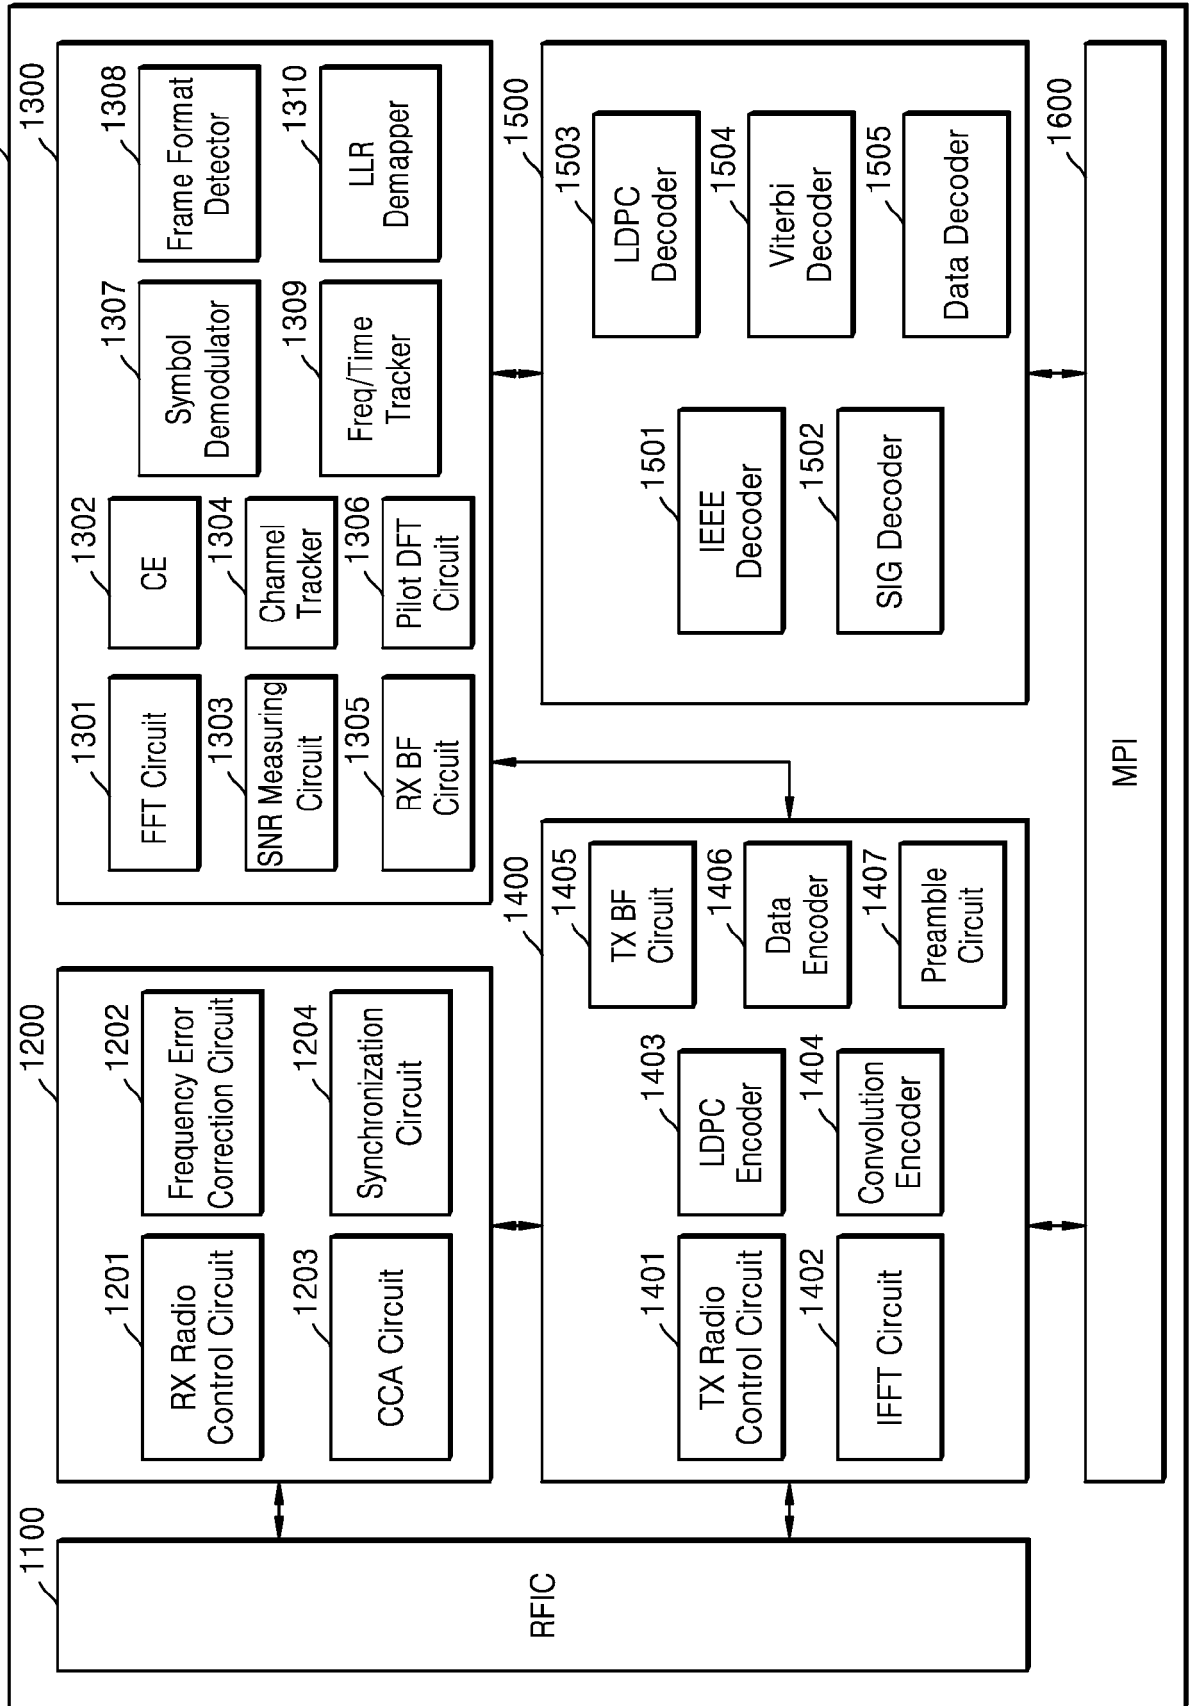 1100
RFIC
1200
1201
RX Radio
Control Circuit
1202
Frequency Error
Correction Circuit
1203
CCA Circuit
1204
Synchronization
Circuit
1300
1301
FFT Circuit
1302
CE
1303
SNR Measuring
Circuit
1304
Channel
Tracker
1305
RX BF
Circuit
1306
Pilot DFT
Circuit
1307
Symbol
Demodulator
1308
Frame Format
Detector
1309
Freq/Time
Tracker
1310
LLR
Demapper
1400
1401
TX Radio
Control Circuit
1402
IFFT Circuit
1403
LDPC
Encoder
1404
Convolution
Encoder
1405
TX BF
Circuit
1406
Data
Encoder
1407
Preamble
Circuit
1500
1501
IEEE
Decoder
1502
SIG Decoder
1503
LDPC
Decoder
1504
Viterbi
Decoder
1505
Data Decoder
1600
MPI